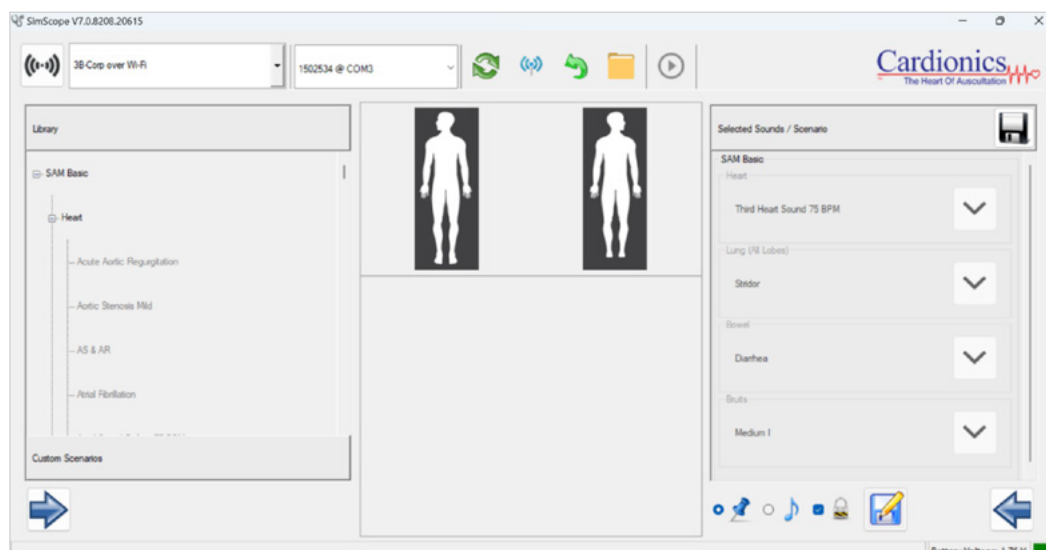 SimScope V7.0.8208.20615
3B-Corp over Wi-Fi
1502534 @ COM3
Cardionics
The Heart Of Auscultation
Library
SAM Basic
Heart
Acute Aortic Regurgitation
Aortic Stenosis Mild
AS & AR
Atrial Fibrillation
Custom Scenarios
Selected Sounds / Scenario
SAM Basic
Heart
Third Heart Sound 75 BPM
Lung (All Lobes)
Stridor
Bowel
Diarrhea
Bruits
Medium I